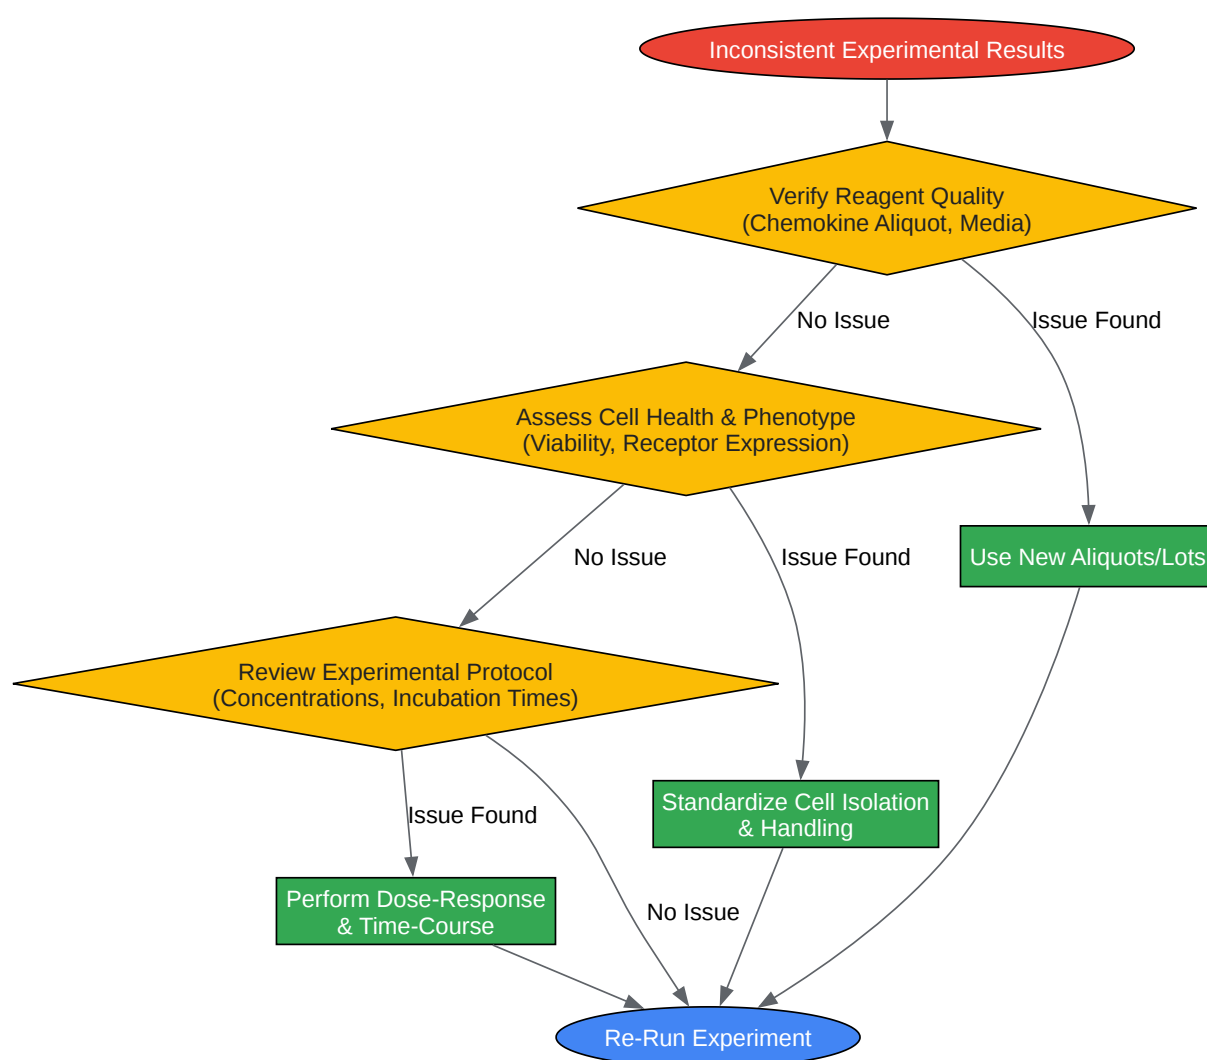 Inconsistent Experimental Results
Verify Reagent Quality
(Chemokine Aliquot, Media)
No Issue
Issue Found
Assess Cell Health & Phenotype
(Viability, Receptor Expression)
No Issue
Issue Found
Use New Aliquots/Lots
Review Experimental Protocol
(Concentrations, Incubation Times)
Issue Found
Standardize Cell Isolation
& Handling
Perform Dose-Response
& Time-Course
No Issue
Re-Run Experiment